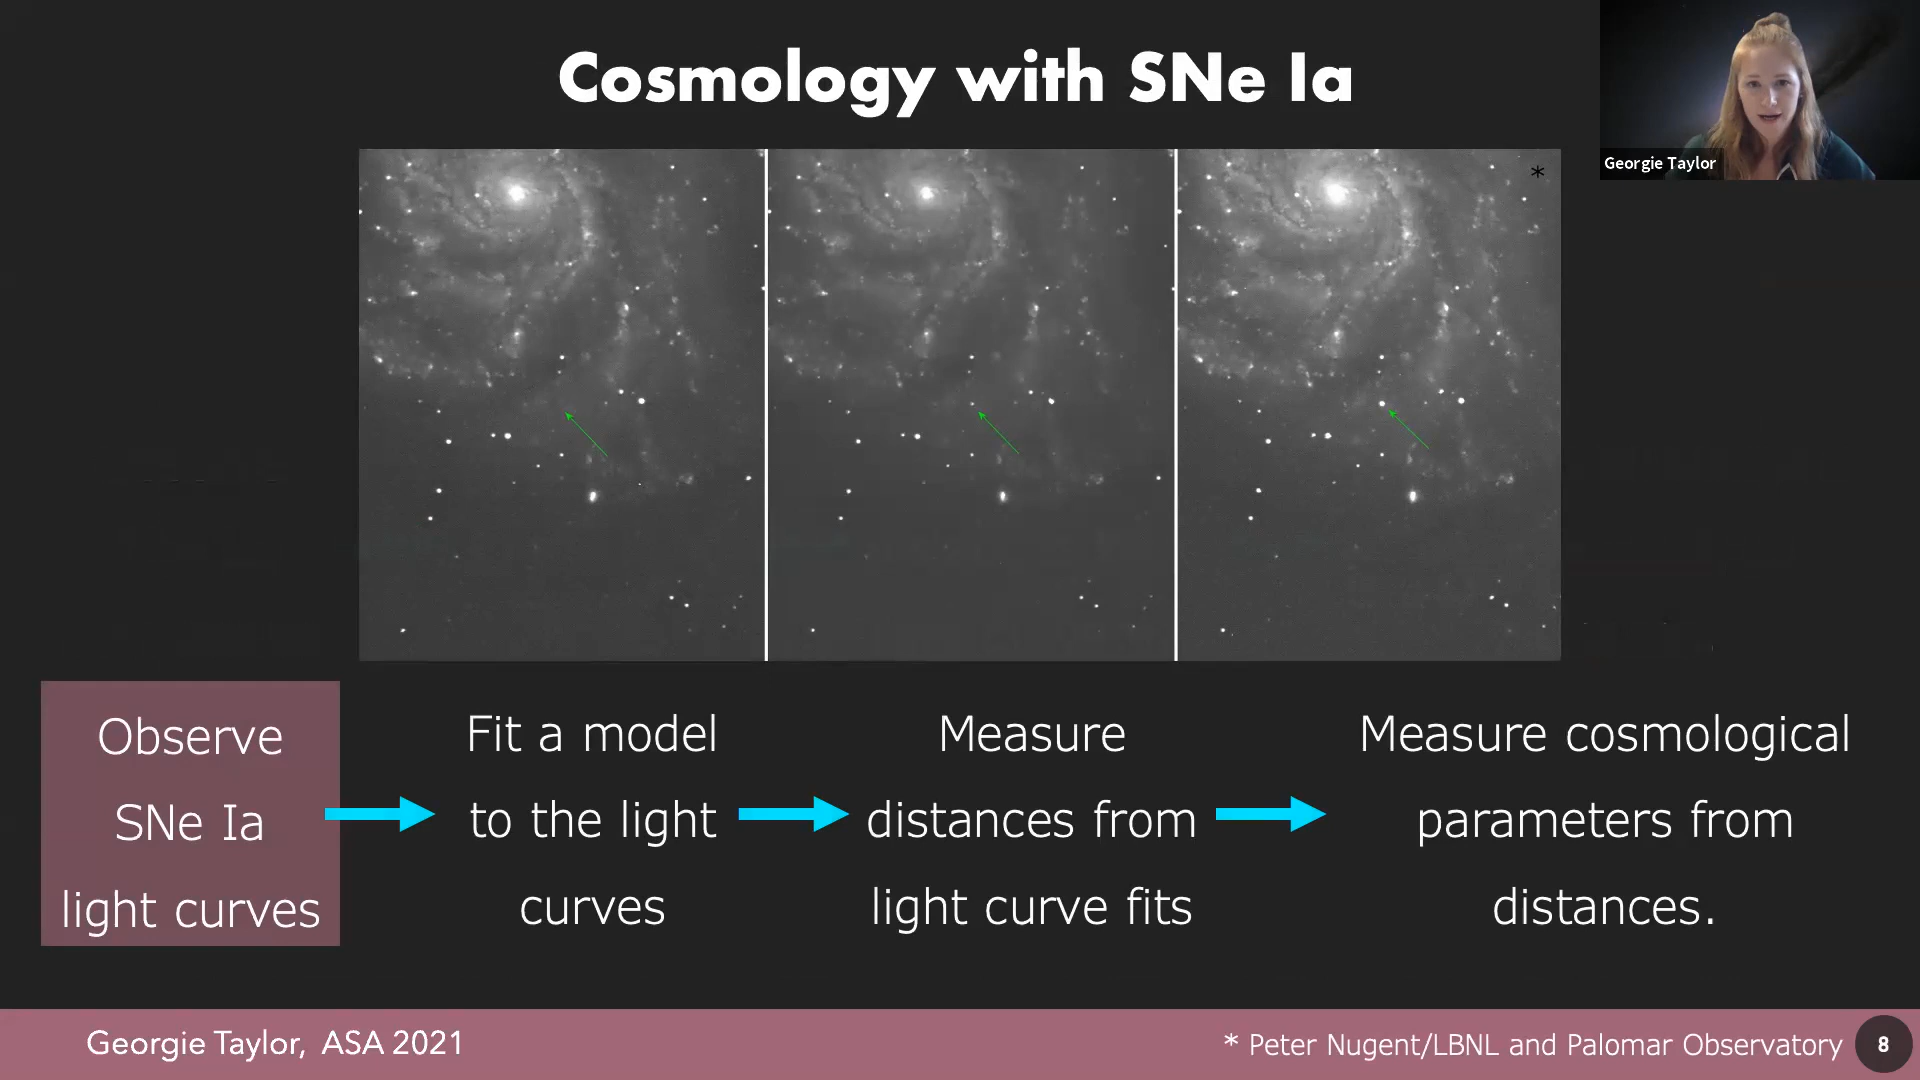 Cosmology with SNe Ia
Georgie Taylor
*
Observe
SNe Ia
light curves
Fit a model
to the light
curves
Measure
distances from
light curve fits
Measure cosmological
parameters from
distances.
Georgie Taylor, ASA 2021
* Peter Nugent/LBNL and Palomar Observatory
8